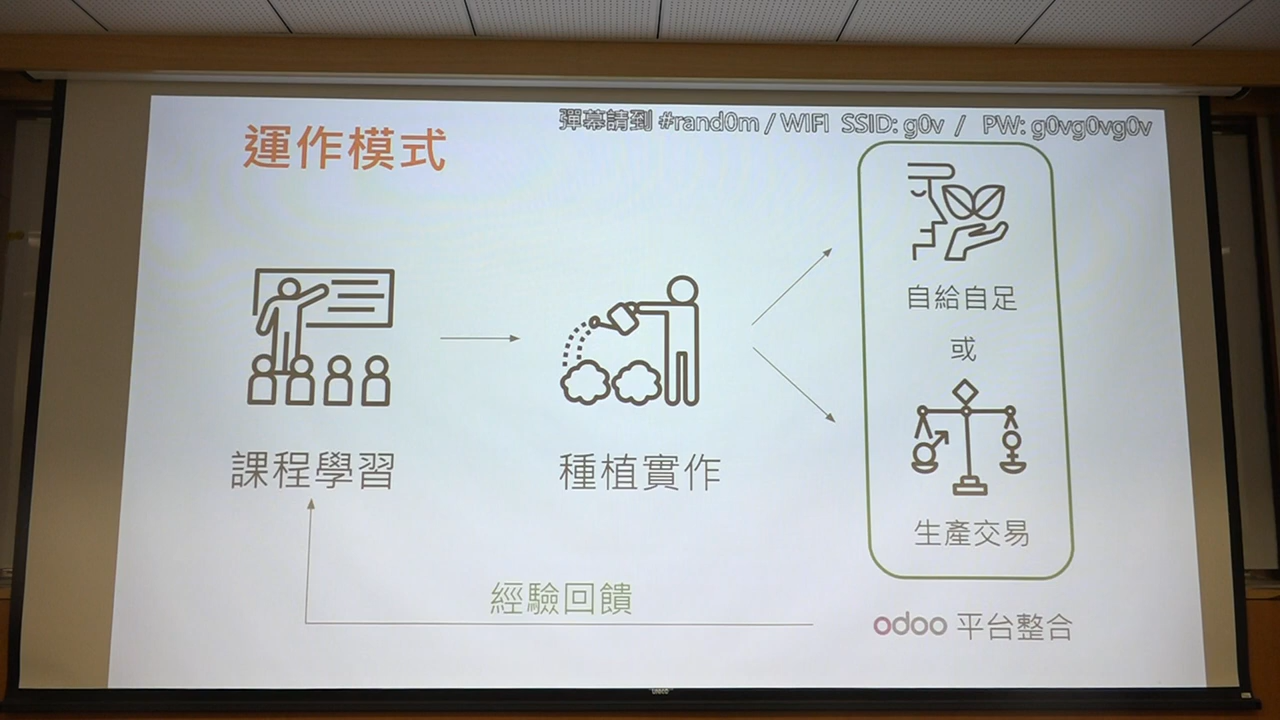 彈幕請到 #rand0m / WIFI SSID: g0v / PW: g0vg0vg0v
運作模式
課程學習
種植實作
自給自足
或
生產交易
經驗回饋
odoo 平台整合